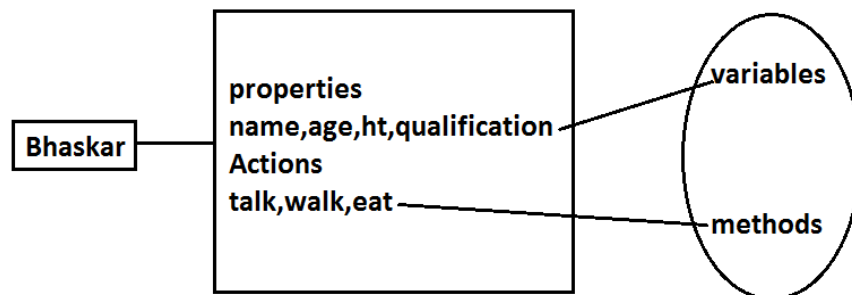 Bhaskar
properties
name,age,ht,qualification
Actions
talk,walk,eat
variables
methods